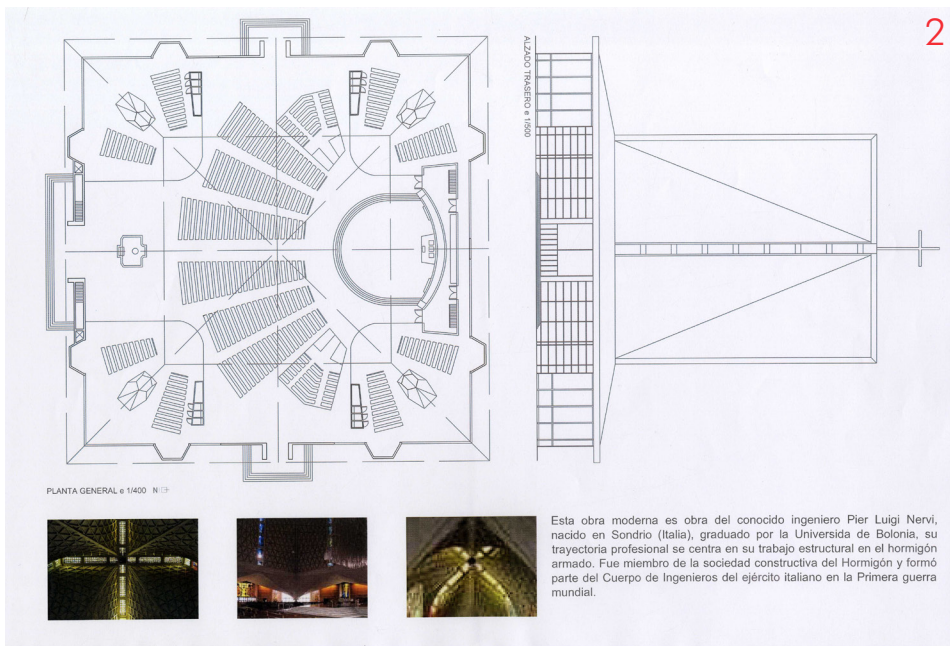 2
ALZADO TRASERO e 1/500
PLANTA GENERAL e 1/400 N
Esta obra moderna es obra del conocido ingeniero Pier Luigi Nervi,
nacido en Sondrio (Italia), graduado por la Universida de Bolonia, su
trayectoria profesional se centra en su trabajo estructural en el hormigón
armado. Fue miembro de la sociedad constructiva del Hormigón y formó
parte del Cuerpo de Ingenieros del ejército italiano en la Primera guerra
mundial.